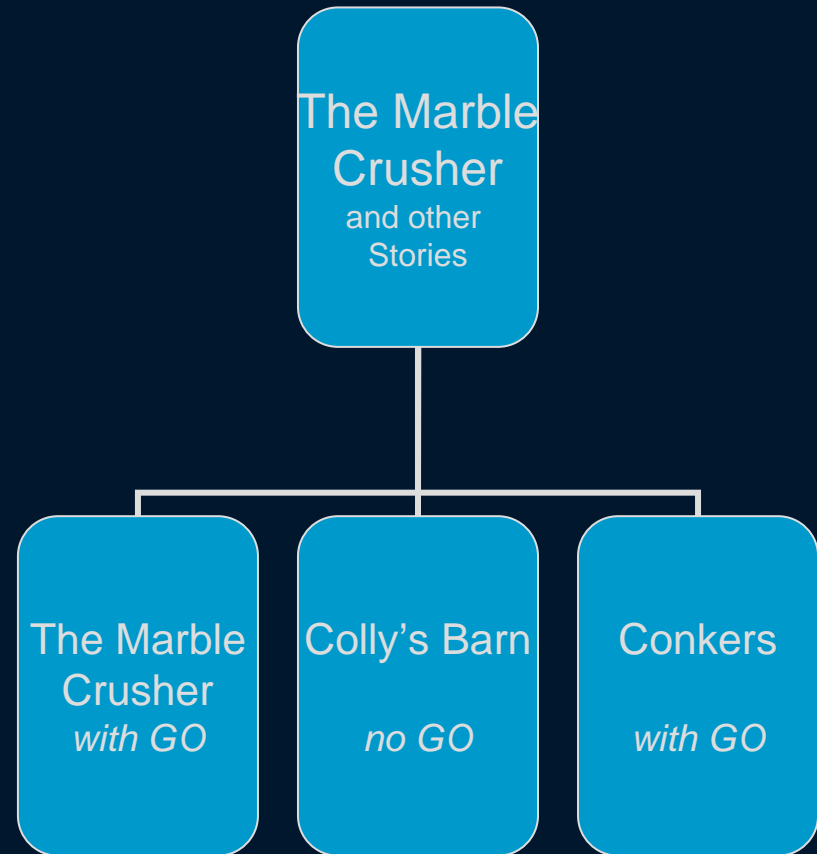 The Marble
Crusher
and other
Stories
The Marble
Crusher
with GO
Colly’s Barn
no GO
Conkers
with GO